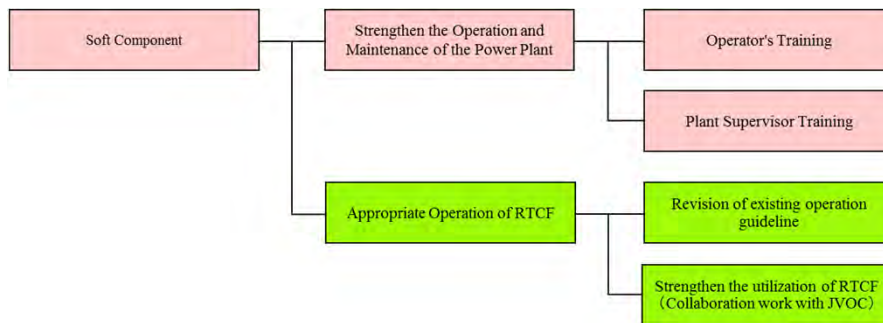 Soft Component
Strengthen the Operation and
Maintenance of the Power Plant
Operator's Training
Plant Supervisor Training
Appropriate Operation of RTCF
Revision of existing operation
guideline
Strengthen the utilization of RTCF
（Collaboration work with JVOC）